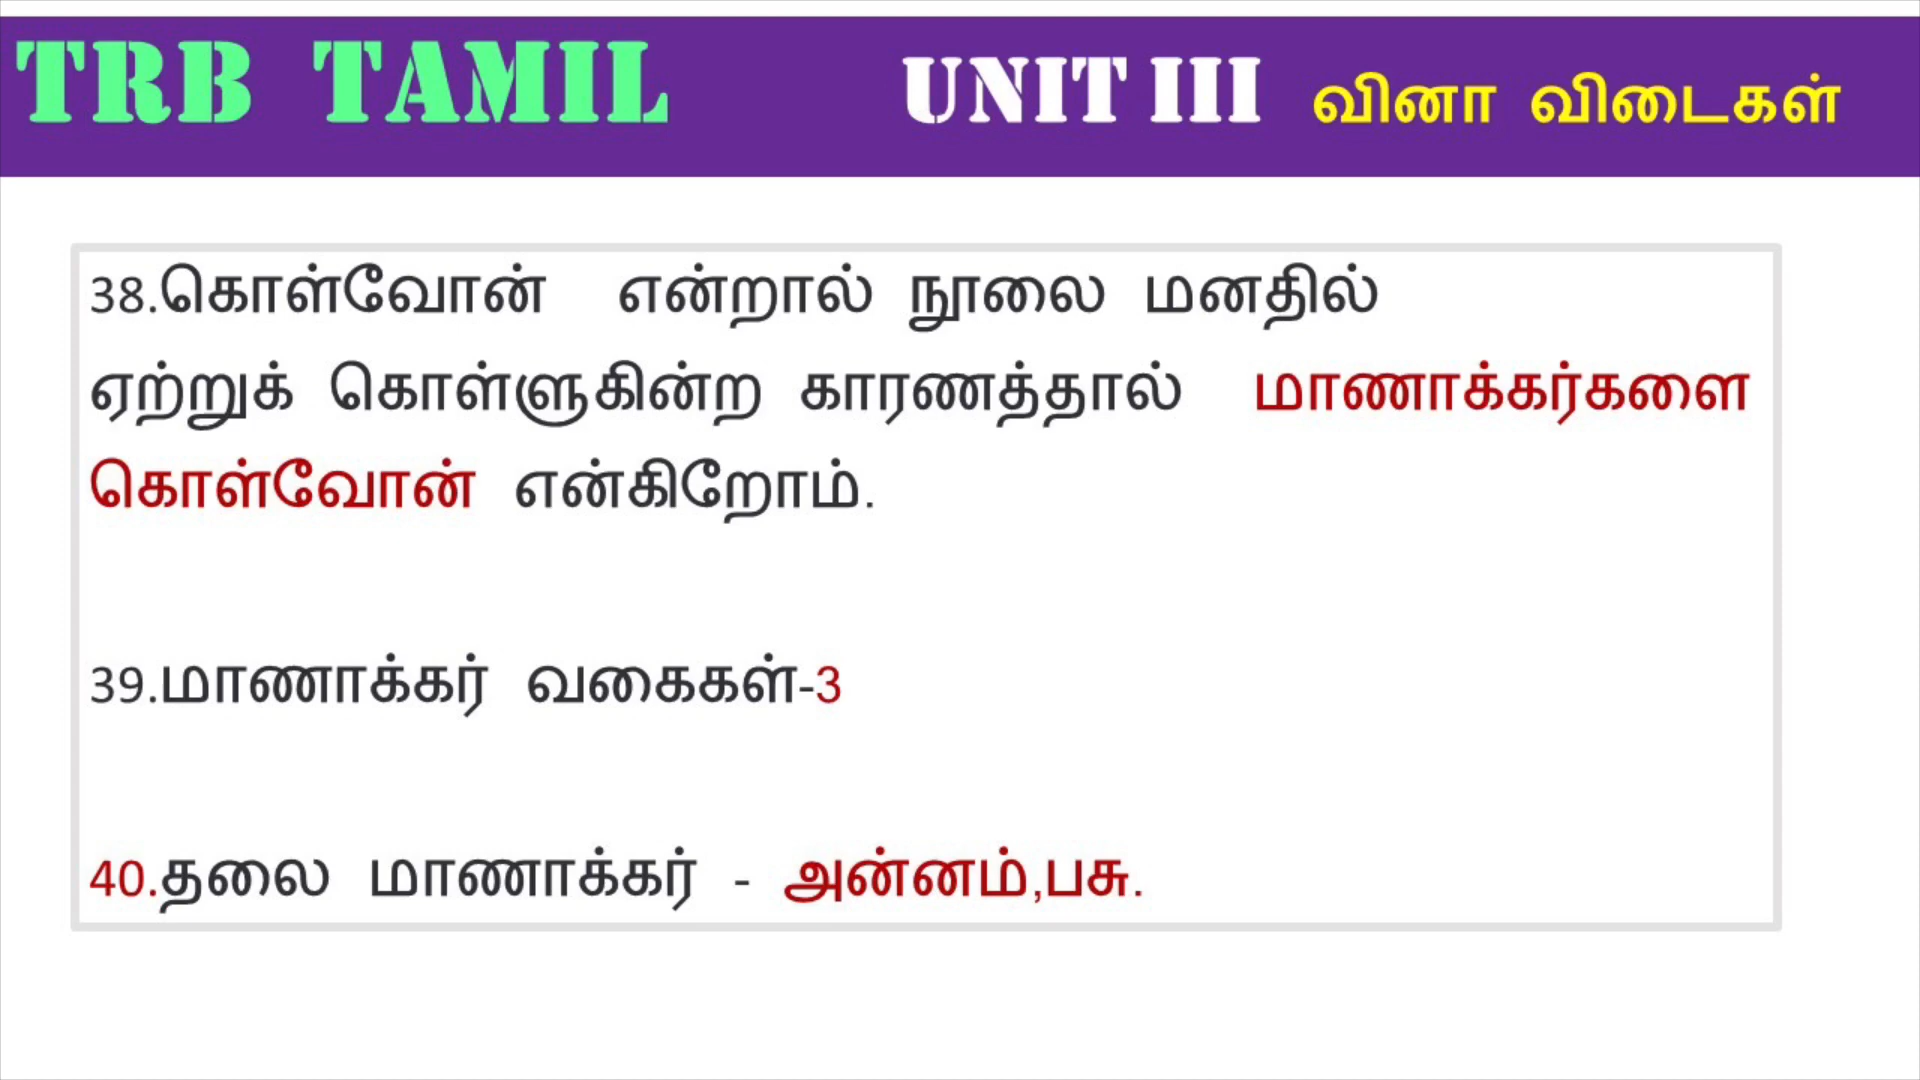 TRB TAMIL UNIT III வினா விடைகள்
38.கொள்வோன் என்றால் நூலை மனதில்
ஏற்றுக் கொள்ளுகின்ற காரணத்தால் மாணாக்கர்களை
கொள்வோன் என்கிறோம்.
39.மாணாக்கர் வகைகள்-3
40.தலை மாணாக்கர் - அன்னம்,பசு.